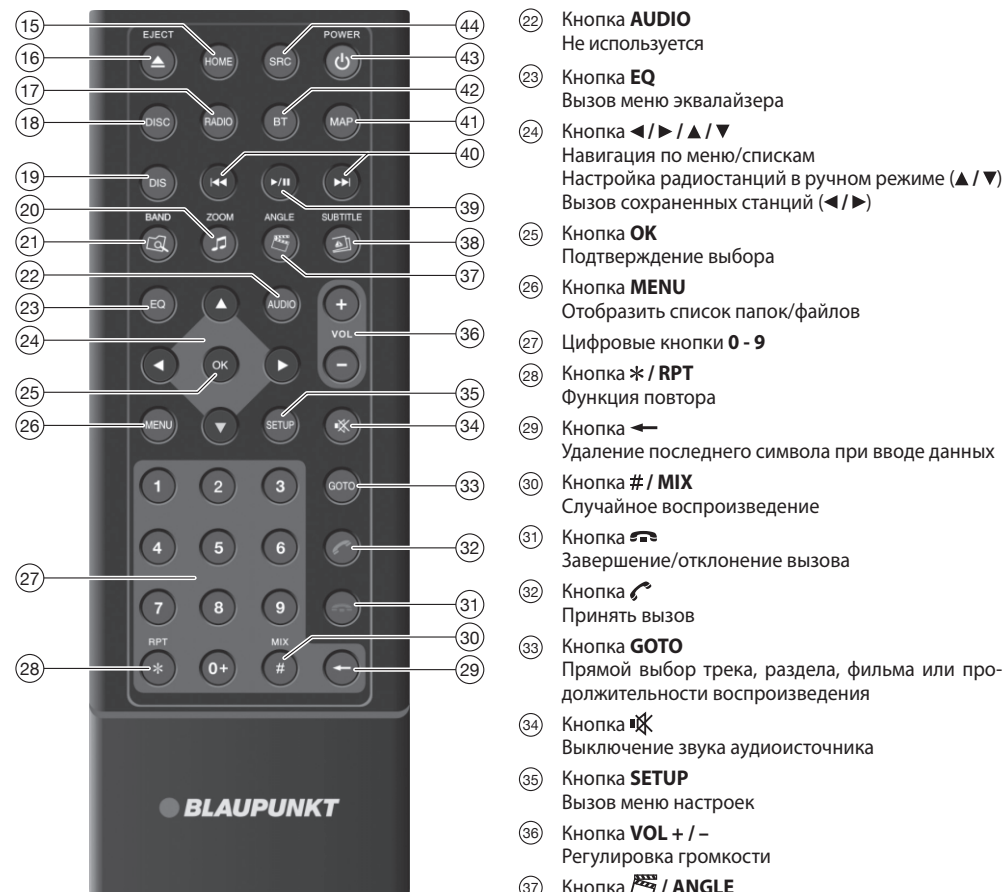 15
44
EJECT
POWER
16
HOME
SRC
43
17
42
18
DISC
RADIO
BT
MAP
41
40
19
DIS
39
20
BAND
ZOOM
ANGLE
SUBTITLE
21
38
37
22
EQ
AUDIO
+
23
24
VOL
36
OK
−
25
35
26
MENU
SETUP
34
1
2
3
GOTO
33
4
5
6
32
27
7
8
9
31
RPT
MIX
30
28
*
0+
#
29
BLAUPUNKT
22 Кнопка AUDIO
Не используется
23 Кнопка EQ
Вызов меню эквалайзера
24 Кнопка ◄ / ► / ▲ / ▼
Навигация по меню/спискам
Настройка радиостанций в ручном режиме (▲ / ▼)
Вызов сохраненных станций (◄ / ►)
25 Кнопка OK
Подтверждение выбора
26 Кнопка MENU
Отобразить список папок/файлов
27 Цифровые кнопки 0 - 9
28 Кнопка * / RPT
Функция повтора
29 Кнопка ←
Удаление последнего символа при вводе данных
30 Кнопка # / MIX
Случайное воспроизведение
31 Кнопка
Завершение/отклонение вызова
32 Кнопка
Принять вызов
33 Кнопка GOTO
Прямой выбор трека, раздела, фильма или про-
должительности воспроизведения
34 Кнопка
Выключение звука аудиоисточника
35 Кнопка SETUP
Вызов меню настроек
36 Кнопка VOL + / –
Регулировка громкости
37 Кнопка / ANGLE